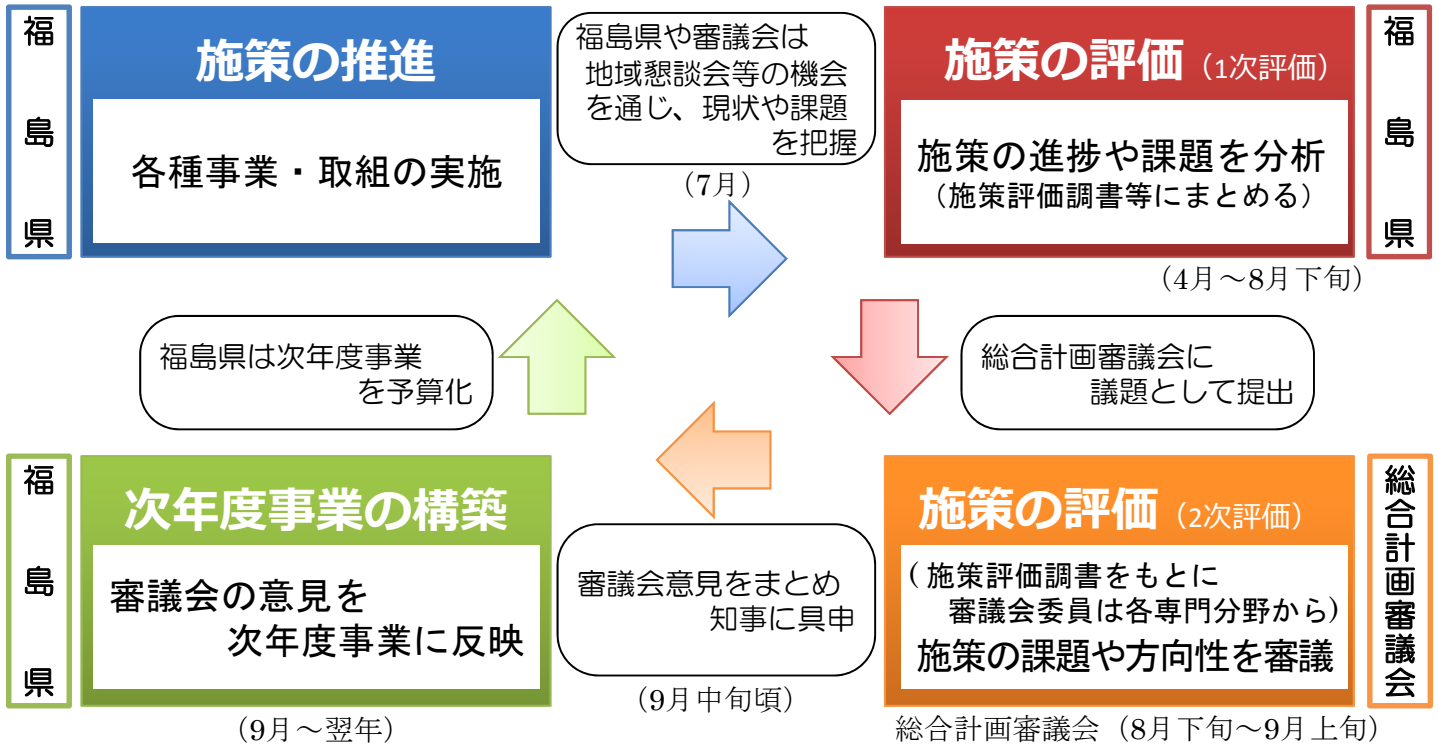 福島県
施策の推進
各種事業・取組の実施
福島県や審議会は
地域懇談会等の機会
を通じ、現状や課題
を把握
（7月）
施策の評価（1次評価）
施策の進捗や課題を分析
（施策評価調書等にまとめる）
福島県
（4月～8月下旬）
福島県は次年度事業
を予算化
総合計画審議会に
議題として提出
福島県
次年度事業の構築
審議会の意見を
次年度事業に反映
（9月～翌年）
審議会意見をまとめ
知事に具申
（9月中旬頃）
施策の評価（2次評価）
(施策評価調書をもとに
審議会委員は各専門分野から)
施策の課題や方向性を審議
総合計画審議会
総合計画審議会（8月下旬～9月上旬）